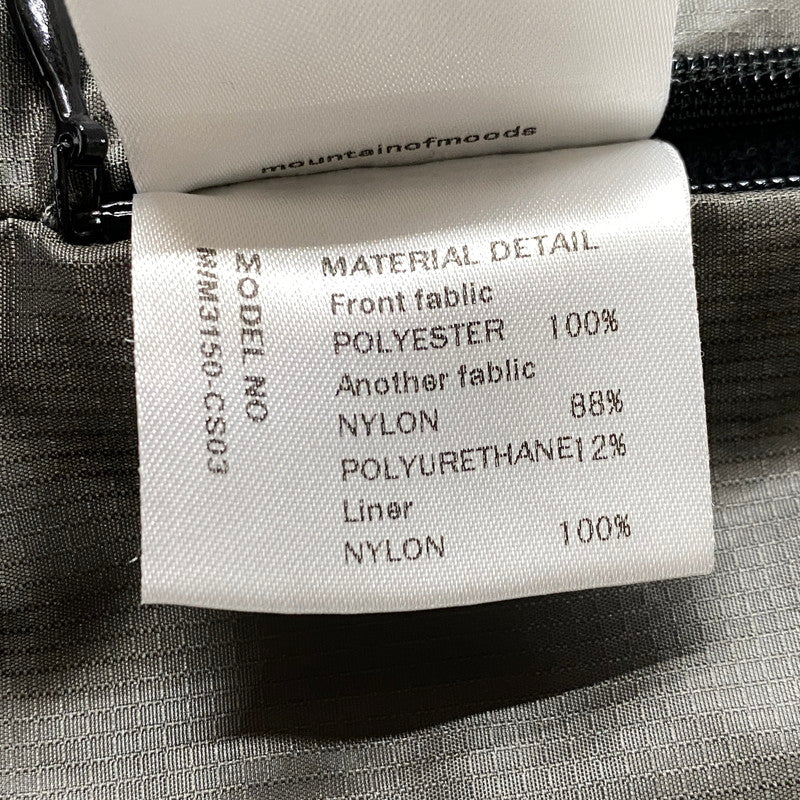 mountainofmoods
MODEL NO
M/M3150-CS03
MATERIAL DETAIL
Front fablic
POLYESTER 100%
Another fablic
NYLON 88%
POLYURETHANE12%
Liner
NYLON 100%